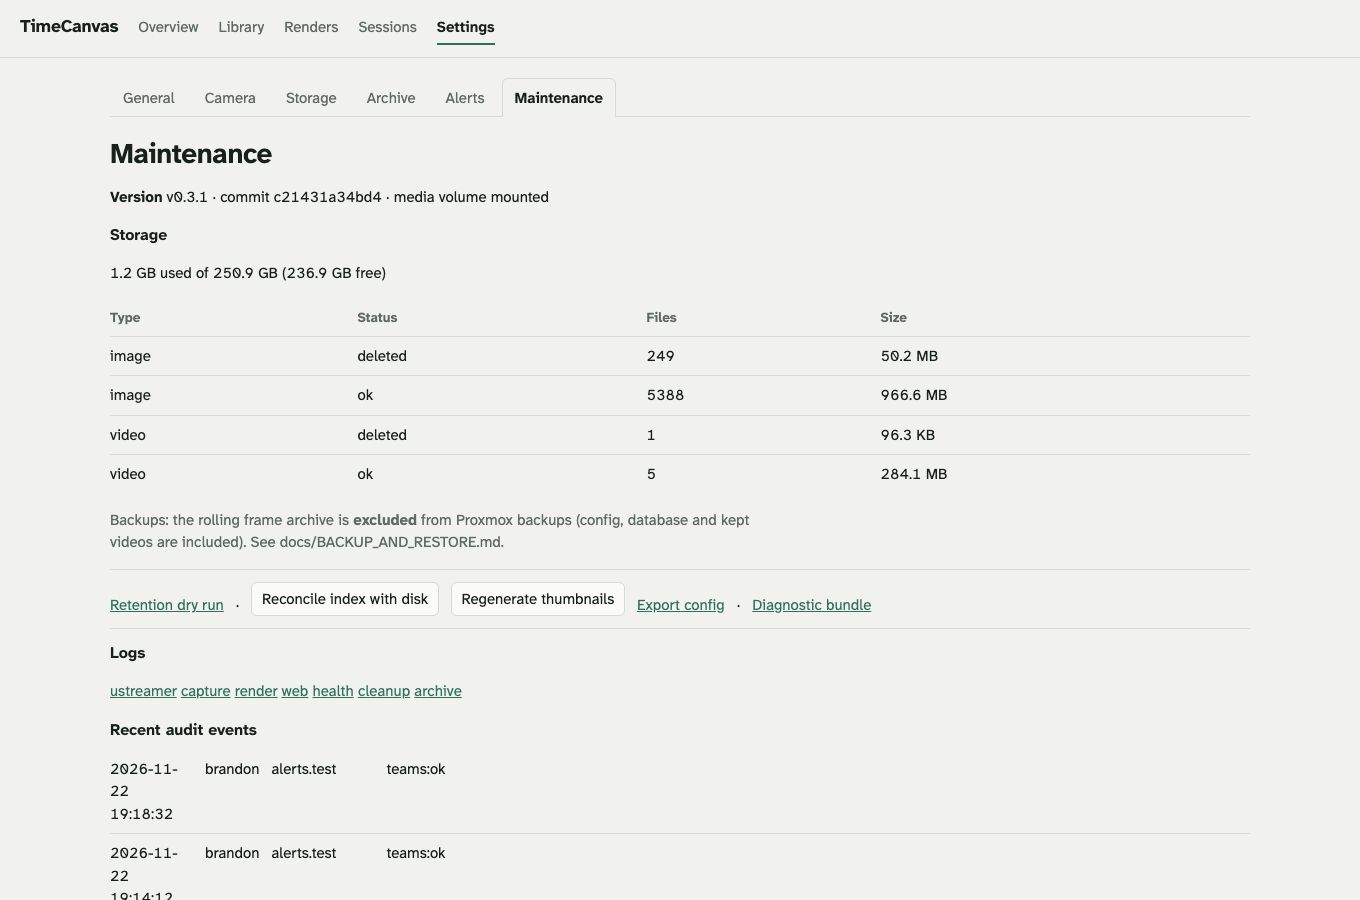 TimeCanvas Overview Library Renders Sessions Settings
General Camera Storage Archive Alerts Maintenance
Maintenance
Version v0.3.1 · commit c21431a34bd4 · media volume mounted
Storage
1.2 GB used of 250.9 GB (236.9 GB free)
Type Status Files Size
image deleted 249 50.2 MB
image ok 5388 966.6 MB
video deleted 1 96.3 KB
video ok 5 284.1 MB
Backups: the rolling frame archive is excluded from Proxmox backups (config, database and kept
videos are included). See docs/BACKUP_AND_RESTORE.md.
Retention dry run · Reconcile index with disk Regenerate thumbnails Export config · Diagnostic bundle
Logs
ustreamer capture render web health cleanup archive
Recent audit events
2026-11- brandon alerts.test teams:ok
22
19:18:32
2026-11- brandon alerts.test teams:ok
22
19:14:12